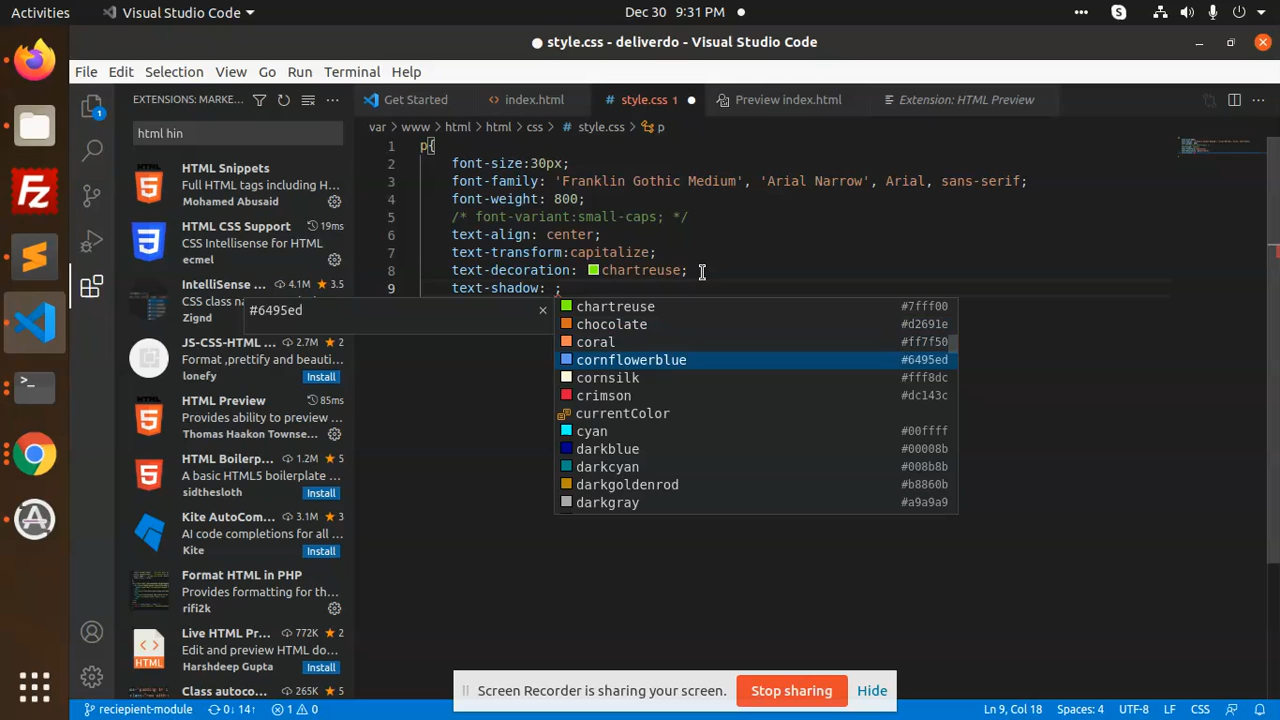 Activities
Visual Studio Code
Dec 30 9:31 PM
style.css - deliverdo - Visual Studio Code
File Edit Selection View Go Run Terminal Help
EXTENSIONS: MARKE...
html hin
HTML Snippets
Full HTML tags including H...
Mohamed Abusaid
HTML CSS Support 19ms
CSS Intellisense for HTML
ecmel
IntelliSense ... 4.1M 3.5
CSS class na
Zignd
JS-CSS-HTML... 2.7M 2
Format ,prettify and beauti...
lonefy Install
HTML Preview 85ms
Provides ability to preview ...
Thomas Haakon Townse...
HTML Boilerp... 1.2M 5
A basic HTML5 boilerplate ...
sidthesloth Install
Kite AutoCom... 3.1M 3
AI code completions for all ...
Kite Install
Format HTML in PHP
Provides formatting for th...
rifi2k
Live HTML Pr... 772K 2
Edit and preview HTML do...
Harshdeep Gupta Install
Class autoco... 265K 5
Get Started index.html style.css 1 Preview index.html Extension: HTML Preview
var > www > html > html > css > # style.css > p
1 p{
2 font-size:30px;
3 font-family: 'Franklin Gothic Medium', 'Arial Narrow', Arial, sans-serif;
4 font-weight: 800;
5 /* font-variant:small-caps; */
6 text-align: center;
7 text-transform:capitalize;
8 text-decoration: chartreuse;
9 text-shadow: ;
#6495ed
chartreuse #7fff00
chocolate #d2691e
coral #ff7f50
cornflowerblue #6495ed
cornsilk #fff8dc
crimson #dc143c
currentColor
cyan #00ffff
darkblue #00008b
darkcyan #008b8b
darkgoldenrod #b8860b
darkgray #a9a9a9
Screen Recorder is sharing your screen. Stop sharing Hide
reciepient-module 0↓ 14↑ 1 0 Ln 9, Col 18 Spaces: 4 UTF-8 LF CSS